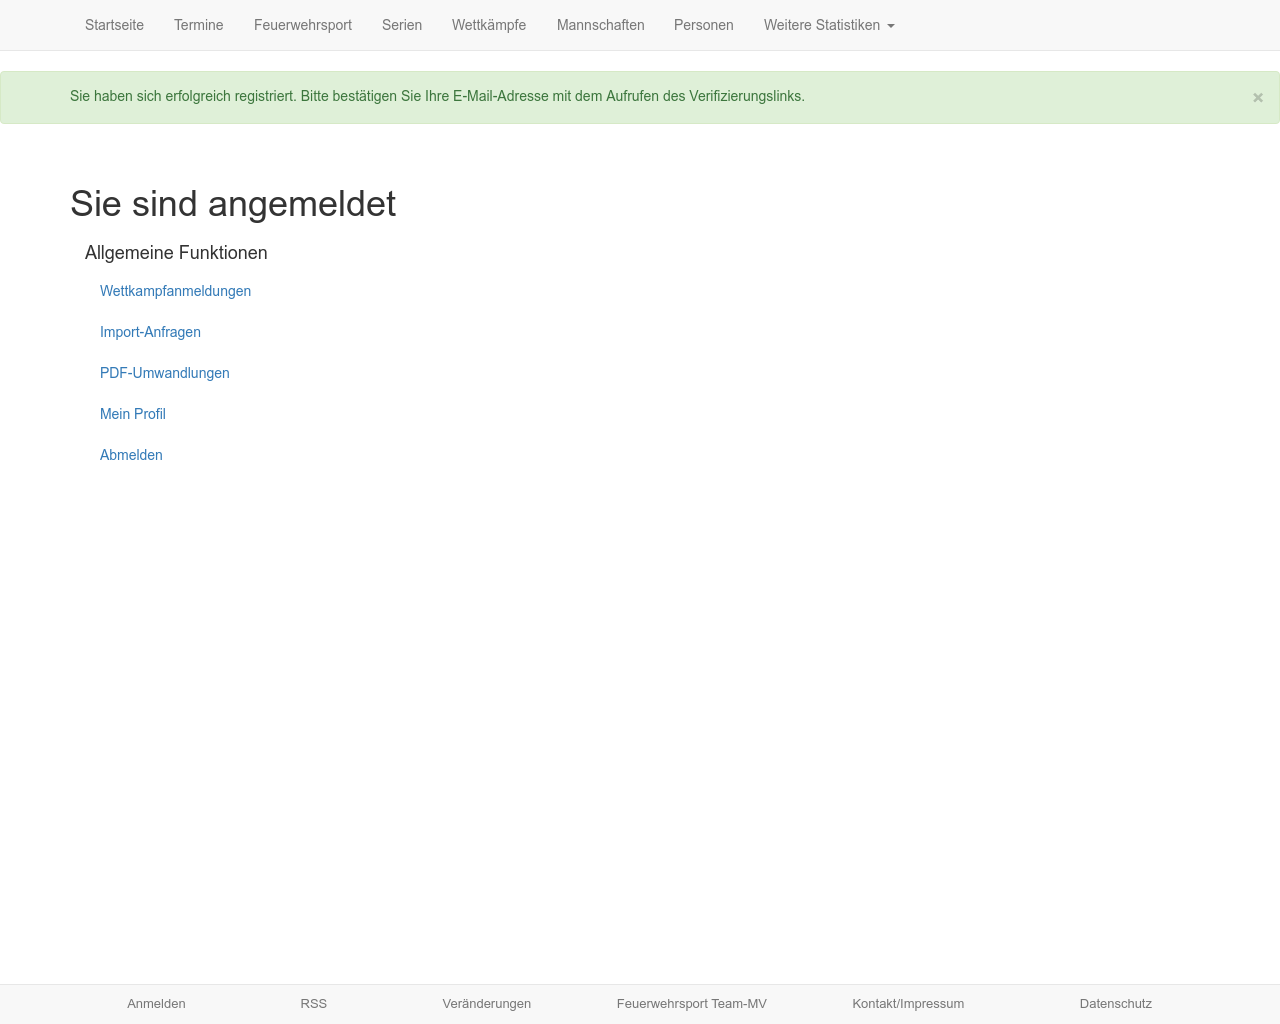 Startseite Termine Feuerwehrsport Serien Wettkämpfe Mannschaften Personen Weitere Statistiken
Sie haben sich erfolgreich registriert. Bitte bestätigen Sie Ihre E-Mail-Adresse mit dem Aufrufen des Verifizierungslinks. ×
Sie sind angemeldet
Allgemeine Funktionen
Wettkampfanmeldungen
Import-Anfragen
PDF-Umwandlungen
Mein Profil
Abmelden
Anmelden RSS Veränderungen Feuerwehrsport Team-MV Kontakt/Impressum Datenschutz